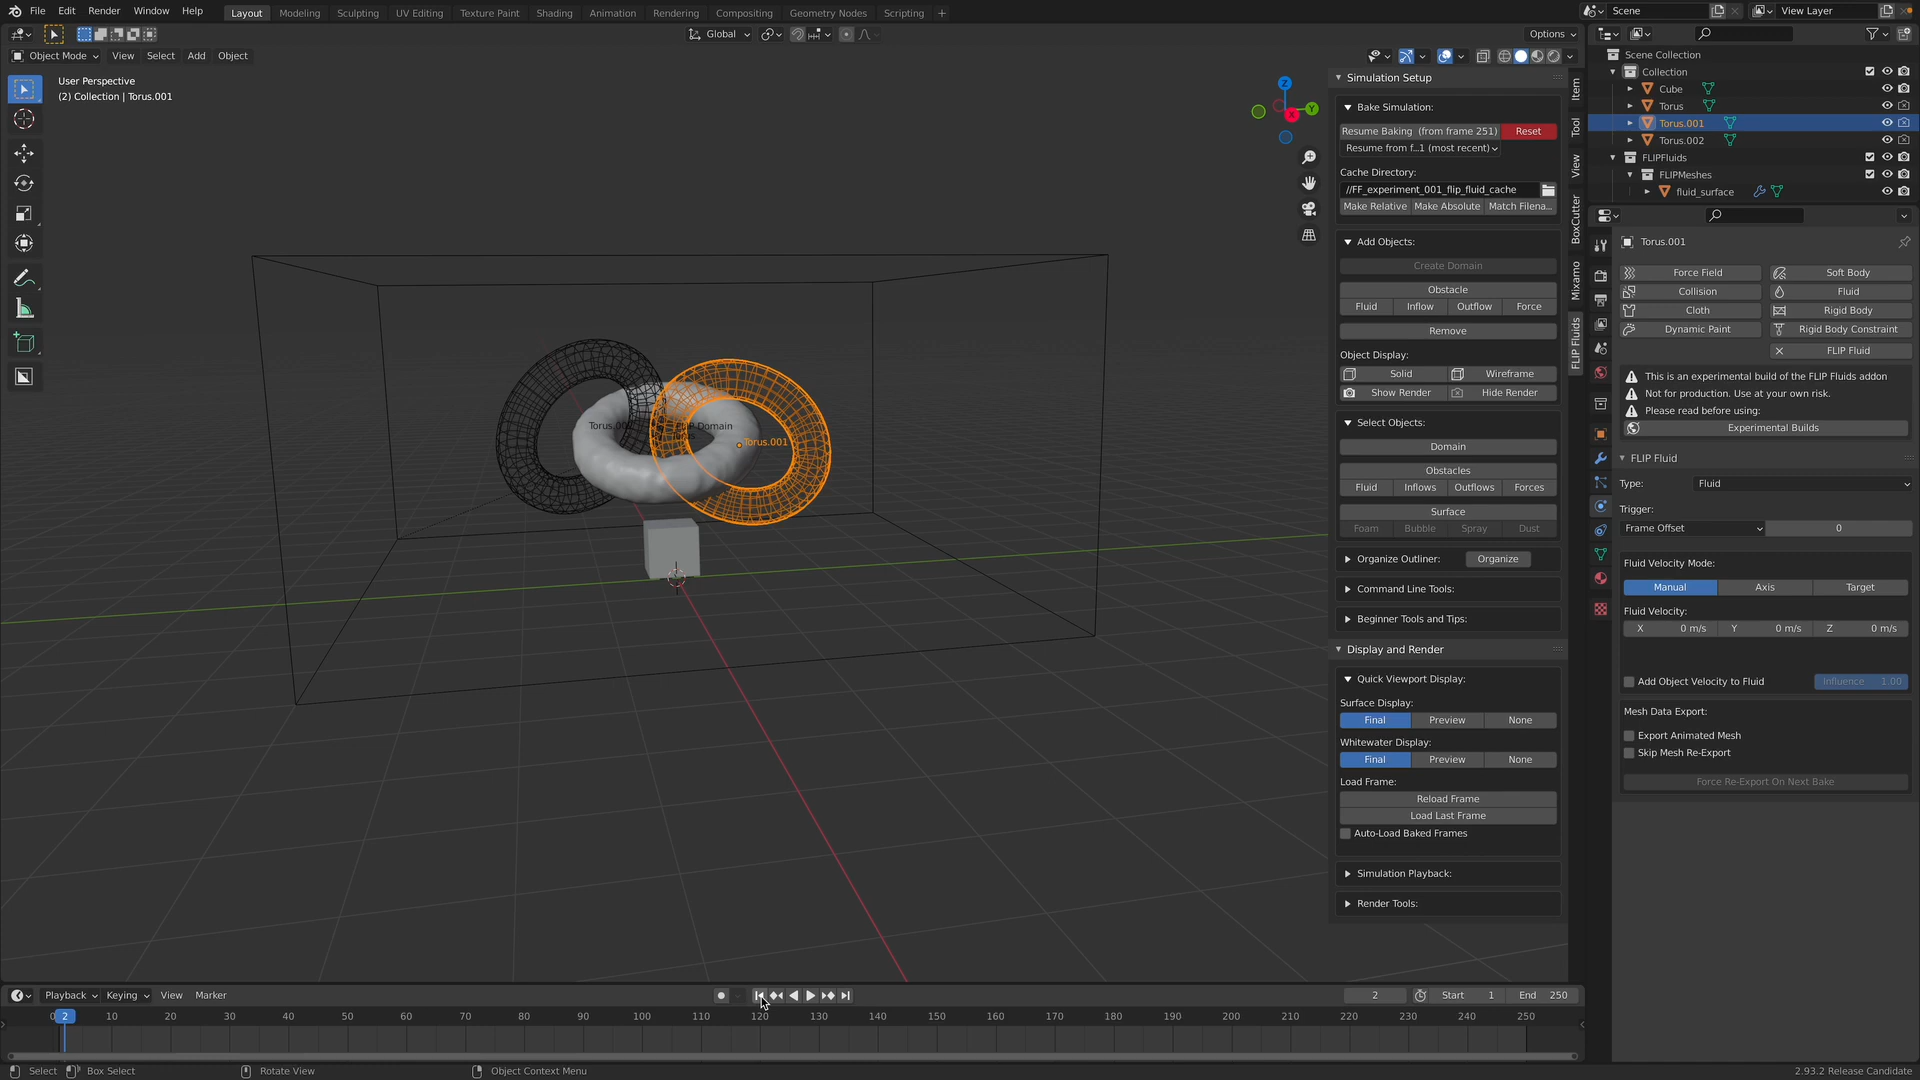 File Edit Render Window Help Layout Modeling Sculpting UV Editing Texture Paint Shading Animation Rendering Compositing Geometry Nodes Scripting + Scene View Layer
Global Options
Object Mode View Select Add Object
User Perspective
(2) Collection | Torus.001
Simulation Setup
Bake Simulation:
Resume Baking (from frame 251) Reset
Resume from f...1 (most recent)
Cache Directory:
//FF_experiment_001_flip_fluid_cache
Make Relative Make Absolute Match Filena...
Add Objects:
Create Domain
Obstacle
Fluid Inflow Outflow Force
Remove
Object Display:
Solid Wireframe
Show Render Hide Render
Select Objects:
Domain
Obstacles
Fluid Inflows Outflows Forces
Surface
Foam Bubble Spray Dust
Organize Outliner: Organize
Command Line Tools:
Beginner Tools and Tips:
Display and Render
Quick Viewport Display:
Surface Display:
Final Preview None
Whitewater Display:
Final Preview None
Load Frame:
Reload Frame
Load Last Frame
Auto-Load Baked Frames
Simulation Playback:
Render Tools:
Item
Tool
View
BoxCutter
Mixamo
FLIP Fluids
Z
Y
X
Domain
Torus.001
Scene Collection
Collection
Cube
Torus
Torus.001
Torus.002
FLIPFluids
FLIPMeshes
fluid_surface
Torus.001
Force Field Soft Body
Collision Fluid
Cloth Rigid Body
Dynamic Paint Rigid Body Constraint
FLIP Fluid
This is an experimental build of the FLIP Fluids addon
Not for production. Use at your own risk.
Please read before using:
Experimental Builds
FLIP Fluid
Type: Fluid
Trigger:
Frame Offset 0
Fluid Velocity Mode:
Manual Axis Target
Fluid Velocity:
X 0 m/s Y 0 m/s Z 0 m/s
Add Object Velocity to Fluid Influence 1.00
Mesh Data Export:
Export Animated Mesh
Skip Mesh Re-Export
Force Re-Export On Next Bake
Playback Keying View Marker 2 Start 1 End 250
0 2 10 20 30 40 50 60 70 80 90 100 110 120 130 140 150 160 170 180 190 200 210 220 230 240 250
Select Box Select Rotate View Object Context Menu 2.93.2 Release Candidate